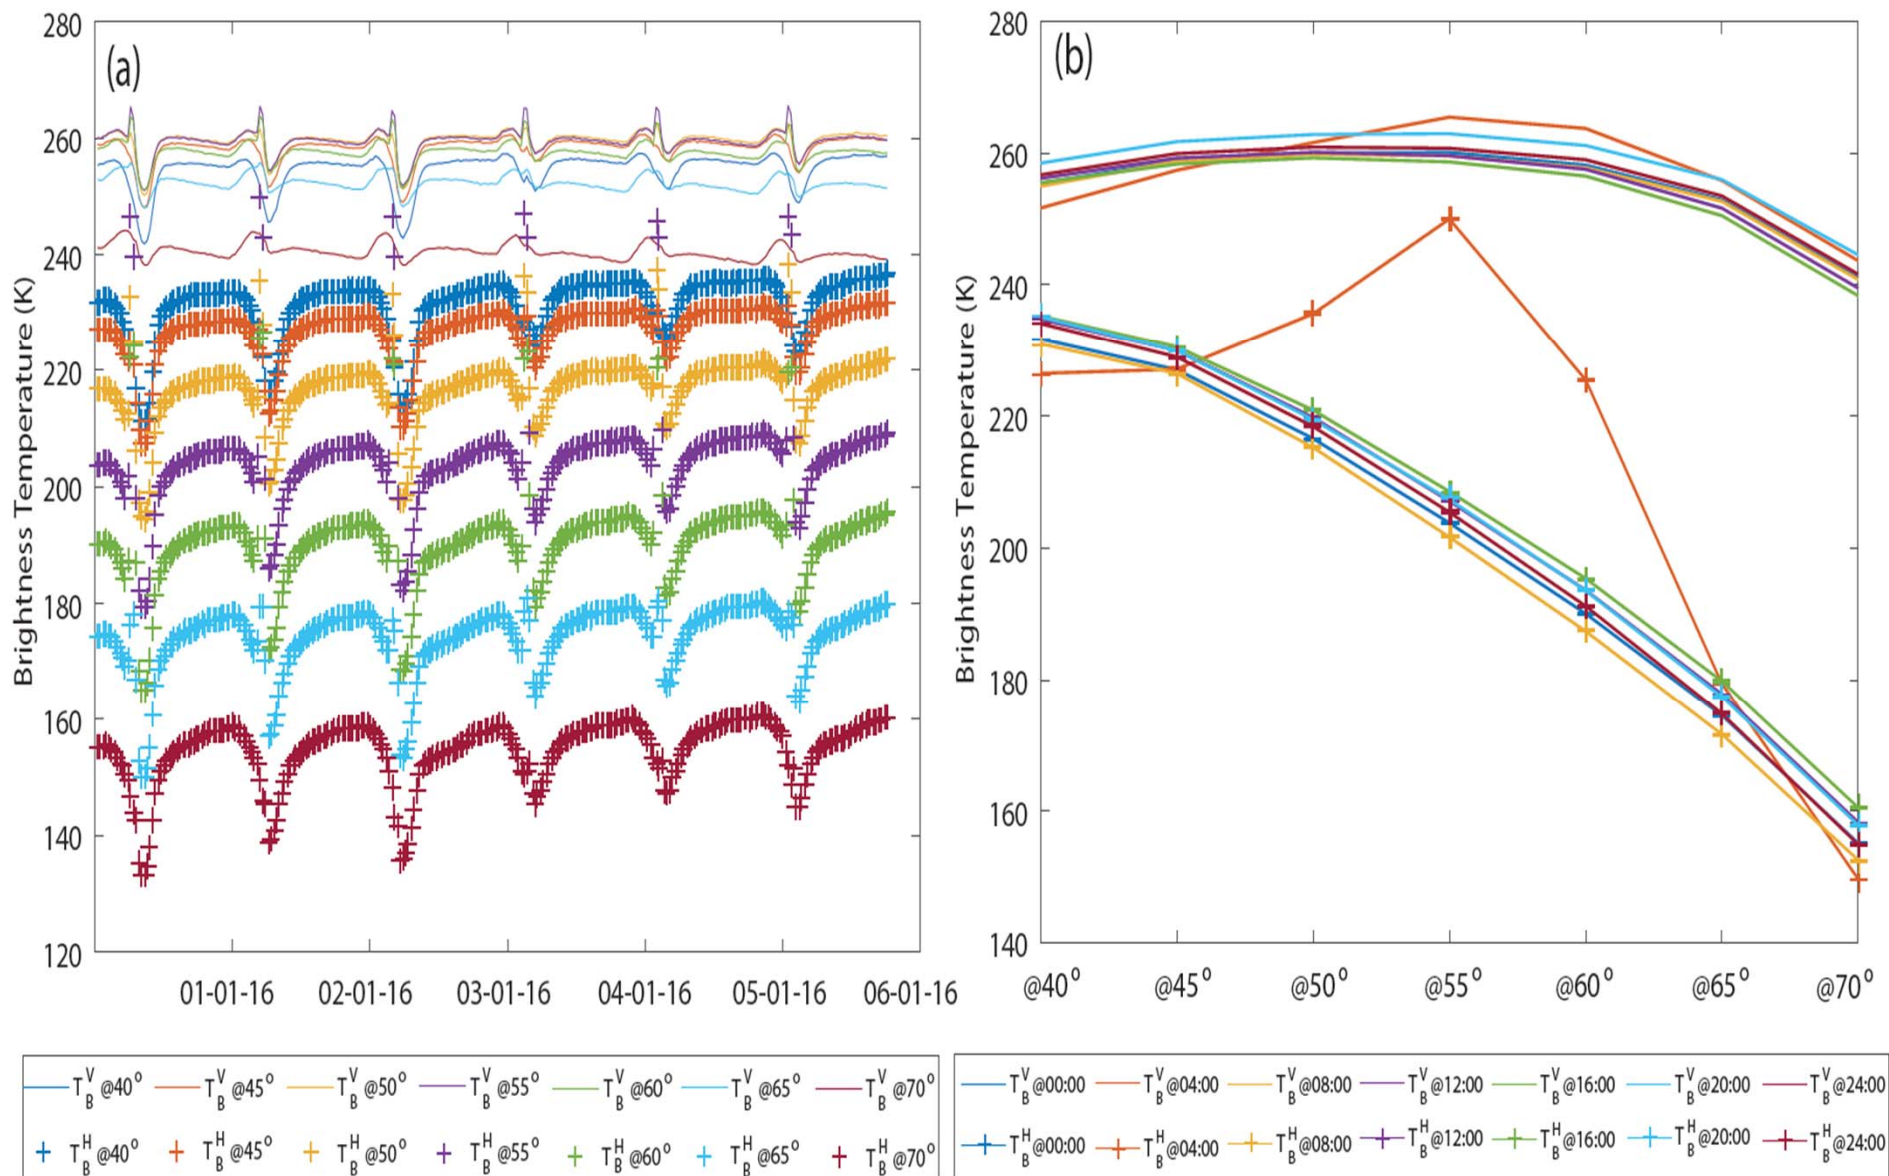 (a)
Brightness Temperature (K)
280
260
240
220
200
180
160
140
120
01-01-16 02-01-16 03-01-16 04-01-16 05-01-16 06-01-16
(b)
Brightness Temperature (K)
280
260
240
220
200
180
160
140
@40° @45° @50° @55° @60° @65° @70°
T_B^V @40° T_B^V @45° T_B^V @50° T_B^V @55° T_B^V @60° T_B^V @65° T_B^V @70°
T_B^H @40° T_B^H @45° T_B^H @50° T_B^H @55° T_B^H @60° T_B^H @65° T_B^H @70°
T_B^V @00:00 T_B^V @04:00 T_B^V @08:00 T_B^V @12:00 T_B^V @16:00 T_B^V @20:00 T_B^V @24:00
T_B^H @00:00 T_B^H @04:00 T_B^H @08:00 T_B^H @12:00 T_B^H @16:00 T_B^H @20:00 T_B^H @24:00